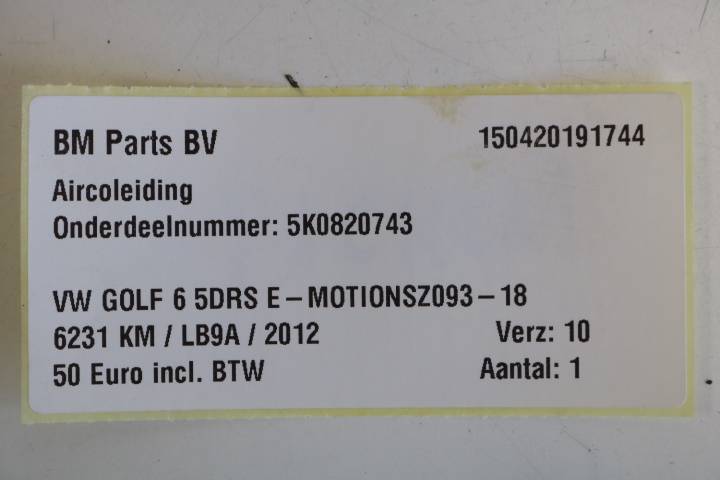 BM Parts BV 150420191744
Aircoleiding
Onderdeelnummer: 5K0820743
VW GOLF 6 5DRS E-MOTIONSZ093-18
6231 KM / LB9A / 2012 Verz: 10
50 Euro incl. BTW Aantal: 1